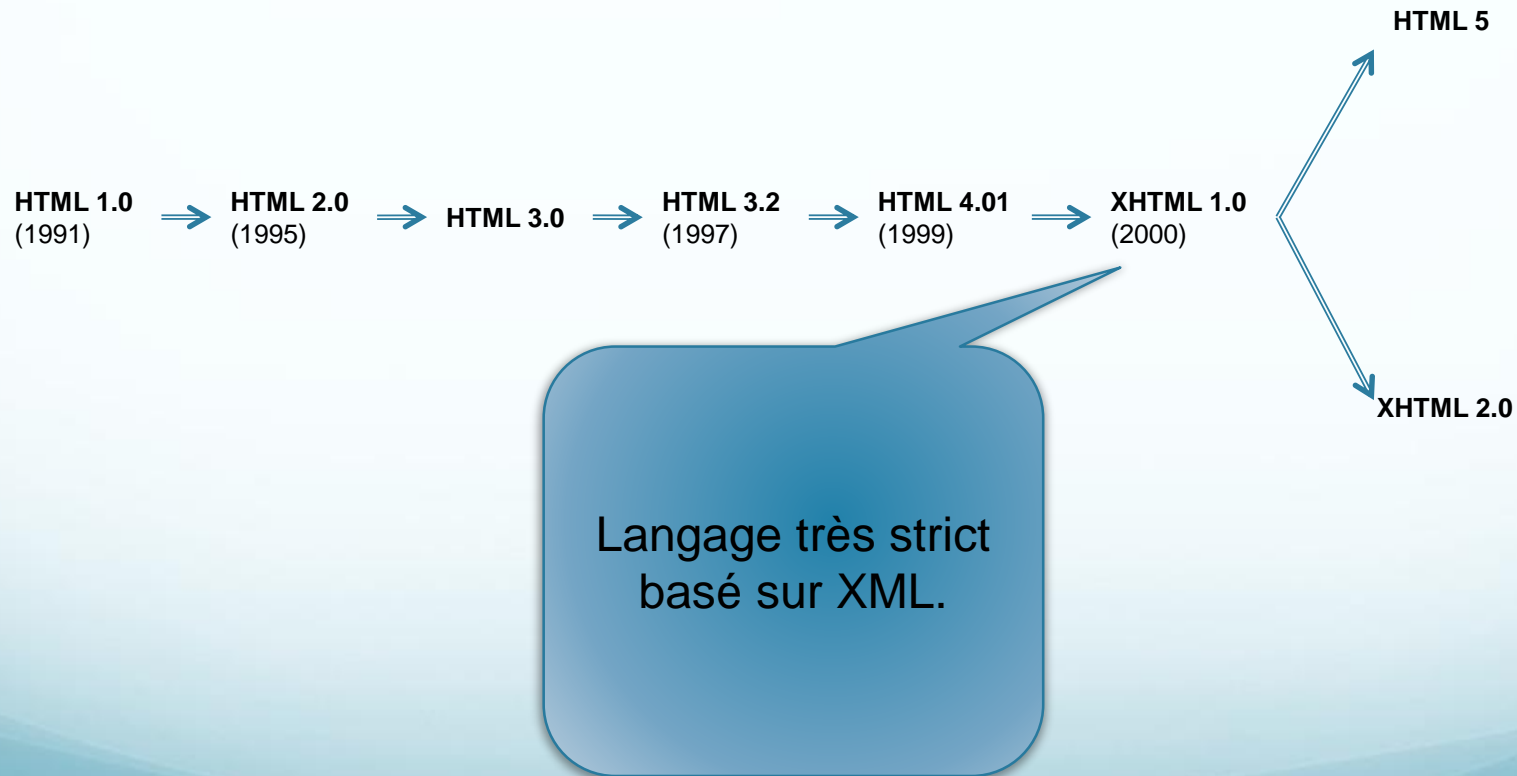 HTML 5
HTML 1.0
(1991)
HTML 2.0
(1995)
HTML 3.0
HTML 3.2
(1997)
HTML 4.01
(1999)
XHTML 1.0
(2000)
XHTML 2.0
Langage très strict
basé sur XML.